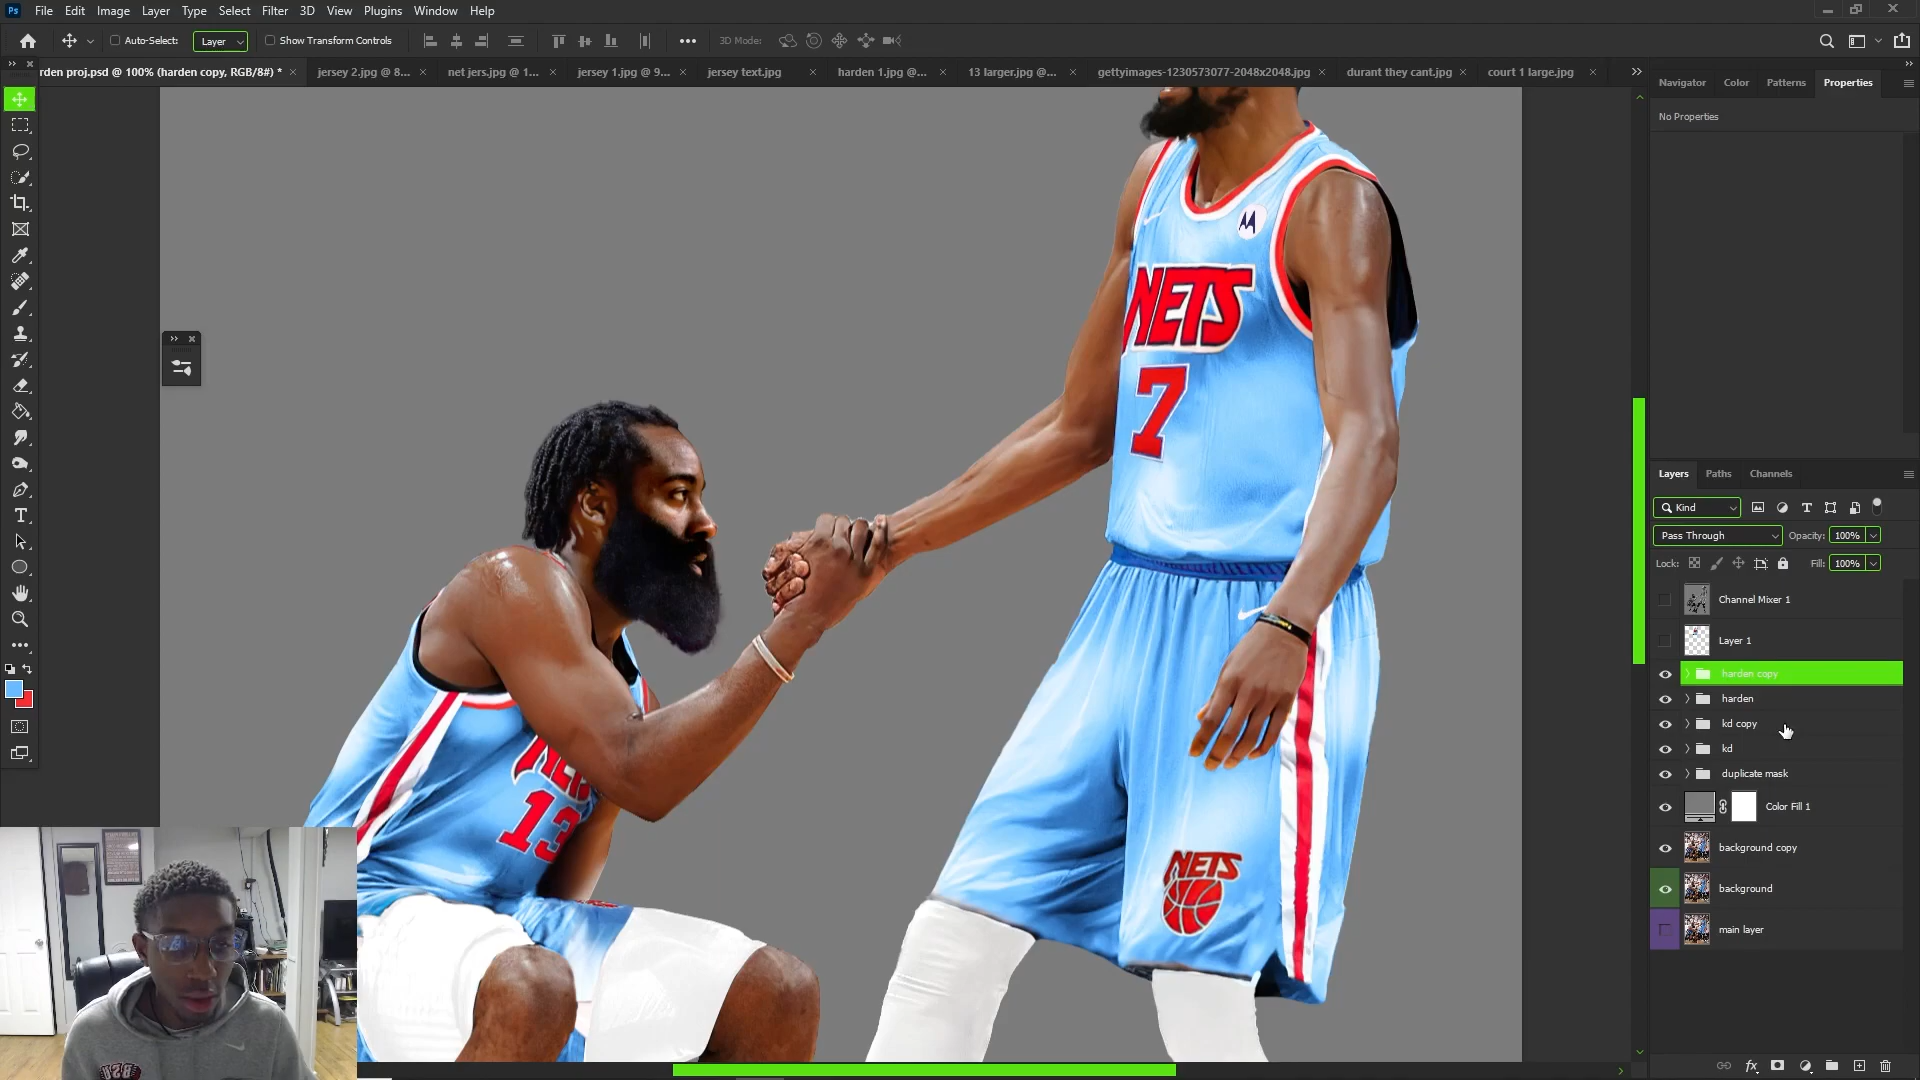 Ps File Edit Image Layer Type Select Filter 3D View Plugins Window Help
Auto-Select: Layer Show Transform Controls 3D Mode:
rden proj.psd @ 100% (harden copy, RGB/8#) * jersey 2.jpg @ 8... net jers.jpg @ 1... jersey 1.jpg @ 9... jersey text.jpg harden 1.jpg @... 13 larger.jpg @... gettyimages-1230573077-2048x2048.jpg durant they cant.jpg court 1 large.jpg
Navigator Color Patterns Properties
No Properties
NETS
7
NETS
13
NETS
Layers Paths Channels
Kind
Pass Through Opacity: 100%
Lock: Fill: 100%
Channel Mixer 1
Layer 1
harden copy
harden
kd copy
kd
duplicate mask
Color Fill 1
background copy
background
main layer
fx